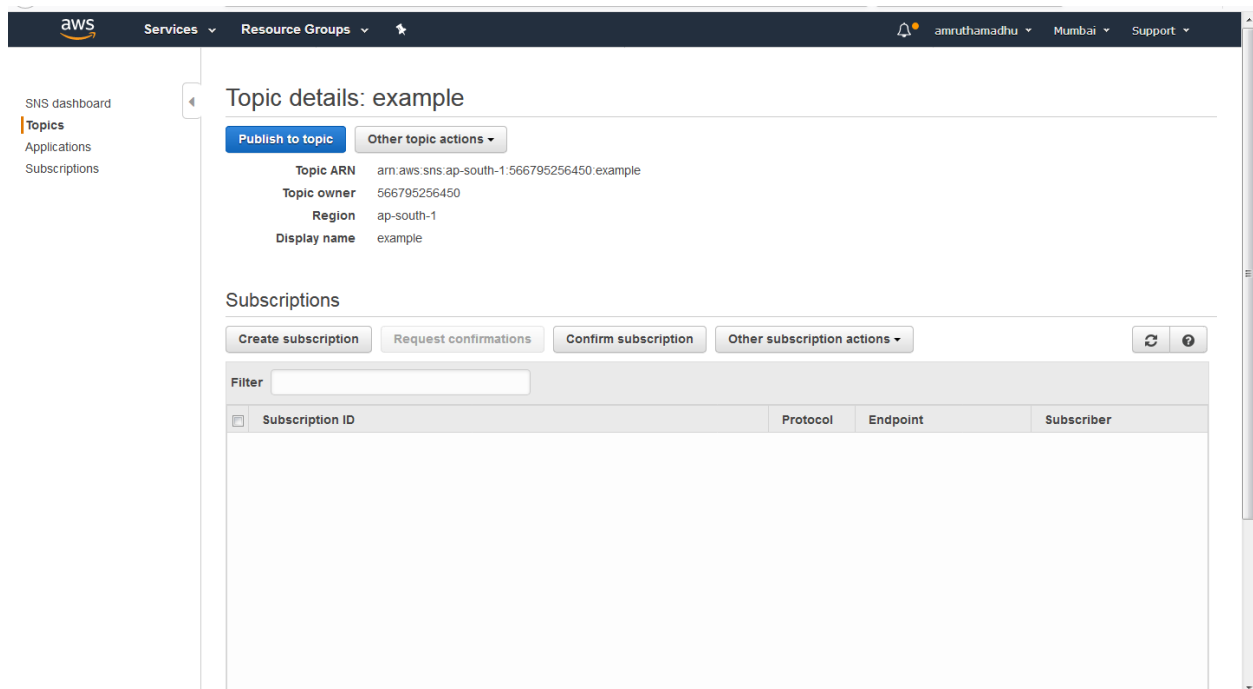 aws Services Resource Groups amruthamadhu Mumbai Support
SNS dashboard
Topics
Applications
Subscriptions
Topic details: example
Publish to topic Other topic actions
Topic ARN arn:aws:sns:ap-south-1:566795256450:example
Topic owner 566795256450
Region ap-south-1
Display name example
Subscriptions
Create subscription Request confirmations Confirm subscription Other subscription actions
Filter
Subscription ID Protocol Endpoint Subscriber